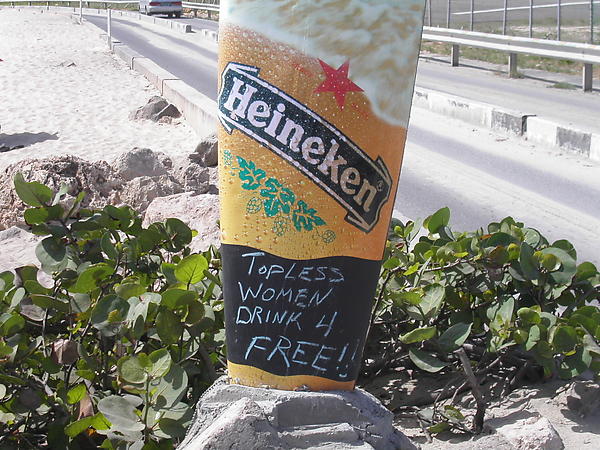 Heineken
TOPLESS
WOMEN
DRINK 4
FREE!!